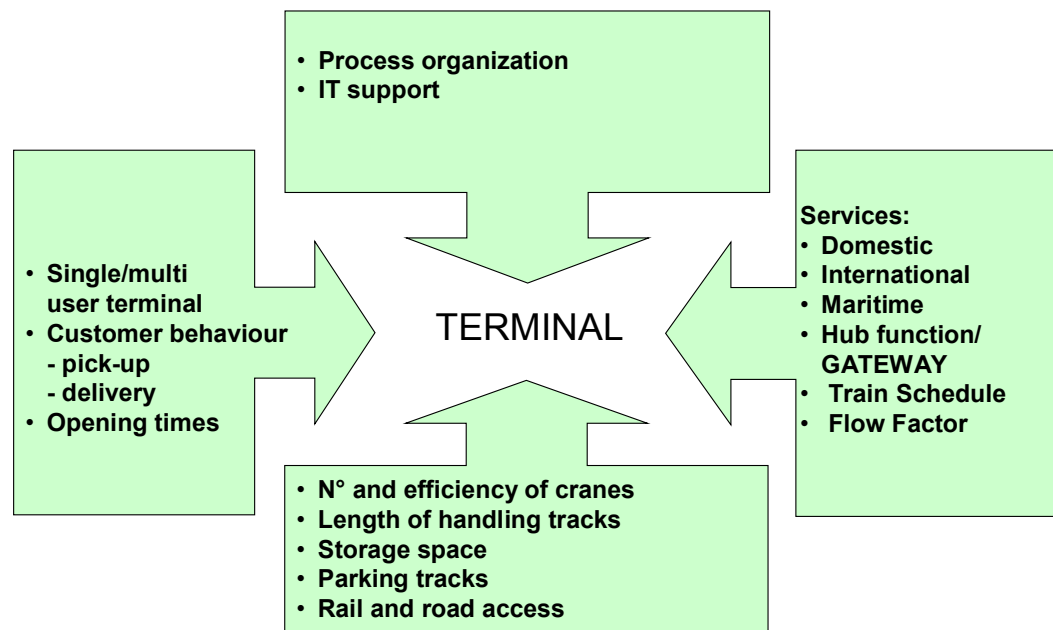 • Process organization
• IT support
• Single/multi
user terminal
• Customer behaviour
- pick-up
- delivery
• Opening times
TERMINAL
Services:
• Domestic
• International
• Maritime
• Hub function/
GATEWAY
• Train Schedule
• Flow Factor
• N° and efficiency of cranes
• Length of handling tracks
• Storage space
• Parking tracks
• Rail and road access